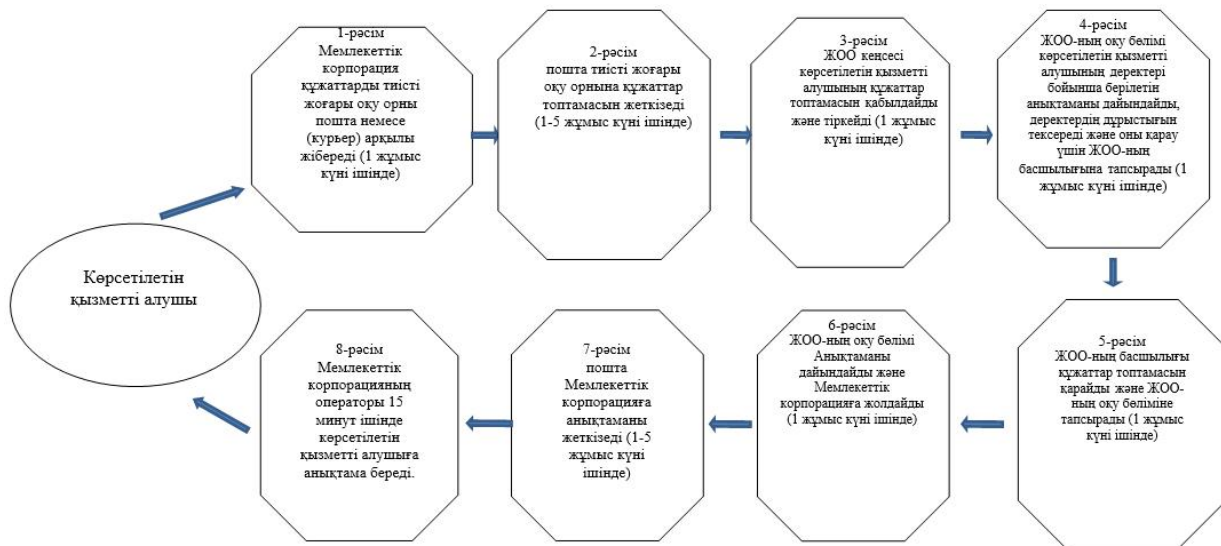 Көрсетілетін
қызметті алушы
1-рәсім
Мемлекеттік
корпорация
құжаттарды тиісті
жоғары оқу орны
пошта немесе
(курьер) арқылы
жібереді (1 жұмыс
күні ішінде)
2-рәсім
пошта тиісті жоғары
оқу орнына құжаттар
топтамасын жеткізеді
(1-5 жұмыс күні ішінде)
3-рәсім
ЖОО кеңсесі
көрсетілетін қызметті
алушының құжаттар
топтамасын қабылдайды
және тіркейді (1 жұмыс
күні ішінде)
4-рәсім
ЖОО-ның оқу бөлімі
көрсетілетін қызметті
алушының деректері
бойынша берілетін
анықтаманы дайындайды,
деректердің дұрыстығын
тексереді және оны қарау
үшін ЖОО-ның
басшылығына тапсырады (1
жұмыс күні ішінде)
5-рәсім
ЖОО-ның басшылығы
құжаттар топтамасын
қарайды және ЖОО-
ның оқу бөліміне
тапсырады (1 жұмыс
күні ішінде)
6-рәсім
ЖОО-ның оқу бөлімі
Анықтаманы
дайындайды және
Мемлекеттік
корпорацияға жолдайды
(1 жұмыс күні ішінде)
7-рәсім
пошта
Мемлекеттік
корпорацияға
анықтаманы
жеткізеді (1-5
жұмыс күні
ішінде)
8-рәсім
Мемлекеттік
корпорацияның
операторы 15
минут ішінде
көрсетілетін
қызметті алушыға
анықтама береді.